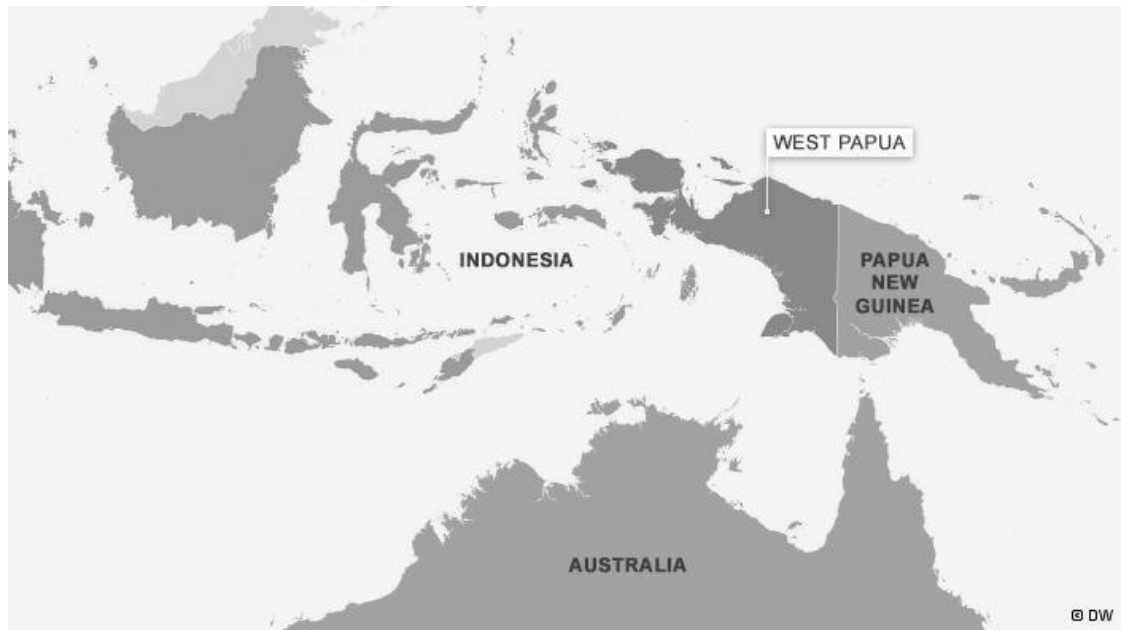 WEST PAPUA
INDONESIA
PAPUA
NEW
GUINEA
AUSTRALIA
© DW